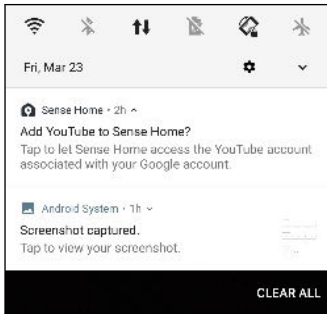 Fri, Mar 23
Sense Home • 2h
Add YouTube to Sense Home?
Tap to let Sense Home access the YouTube account
associated with your Google account.
Android System • 1h
Screenshot captured.
Tap to view your screenshot.
CLEAR ALL